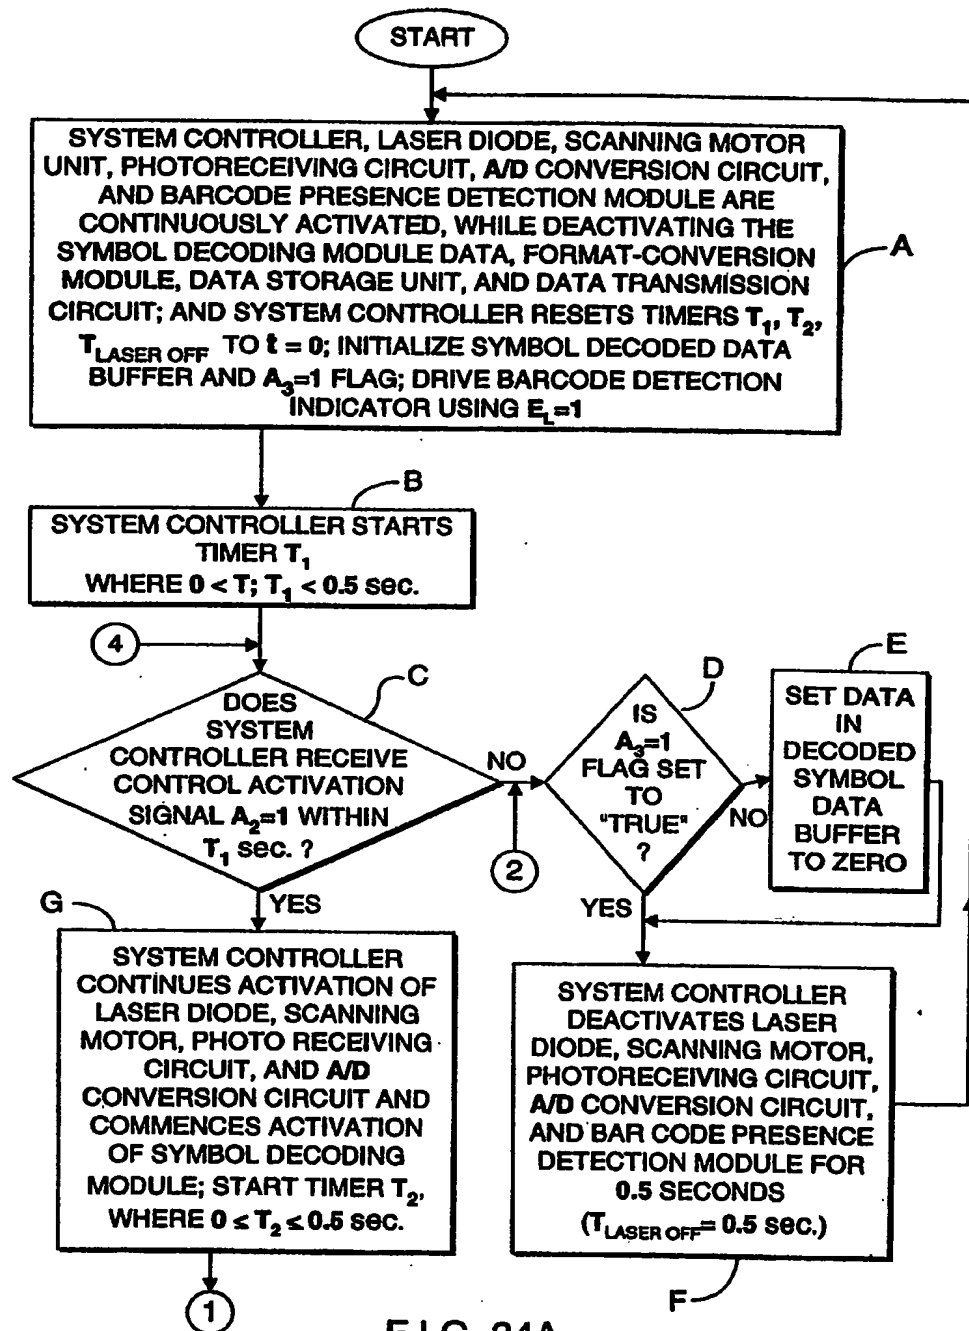 START
SYSTEM CONTROLLER, LASER DIODE, SCANNING MOTOR
UNIT, PHOTORECEIVING CIRCUIT, A/D CONVERSION CIRCUIT,
AND BARCODE PRESENCE DETECTION MODULE ARE
CONTINUOUSLY ACTIVATED, WHILE DEACTIVATING THE
SYMBOL DECODING MODULE DATA, FORMAT-CONVERSION
MODULE, DATA STORAGE UNIT, AND DATA TRANSMISSION
CIRCUIT; AND SYSTEM CONTROLLER RESETS TIMERS T1, T2,
TLASER OFF TO t = 0; INITIALIZE SYMBOL DECODED DATA
BUFFER AND A3=1 FLAG; DRIVE BARCODE DETECTION
INDICATOR USING EL=1
A
B
SYSTEM CONTROLLER STARTS
TIMER T1
WHERE 0 < T; T1 < 0.5 sec.
4
C
DOES
SYSTEM
CONTROLLER RECEIVE
CONTROL ACTIVATION
SIGNAL A2=1 WITHIN
T1 sec. ?
NO
2
D
IS
A3=1
FLAG SET
TO
"TRUE"
?
NO
E
SET DATA
IN
DECODED
SYMBOL
DATA
BUFFER
TO ZERO
YES
YES
G
SYSTEM CONTROLLER
CONTINUES ACTIVATION OF
LASER DIODE, SCANNING
MOTOR, PHOTO RECEIVING
CIRCUIT, AND A/D
CONVERSION CIRCUIT AND
COMMENCES ACTIVATION
OF SYMBOL DECODING
MODULE; START TIMER T2,
WHERE 0 ≤ T2 ≤ 0.5 sec.
1
SYSTEM CONTROLLER
DEACTIVATES LASER
DIODE, SCANNING MOTOR,
PHOTORECEIVING CIRCUIT,
A/D CONVERSION CIRCUIT,
AND BAR CODE PRESENCE
DETECTION MODULE FOR
0.5 SECONDS
(TLASER OFF= 0.5 sec.)
F
FIG. 24A